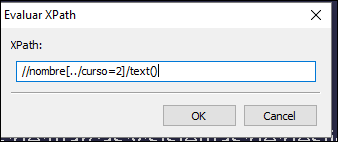 Evaluar XPath
XPath:
//nombre[../curso=2]/text()
OK
Cancel